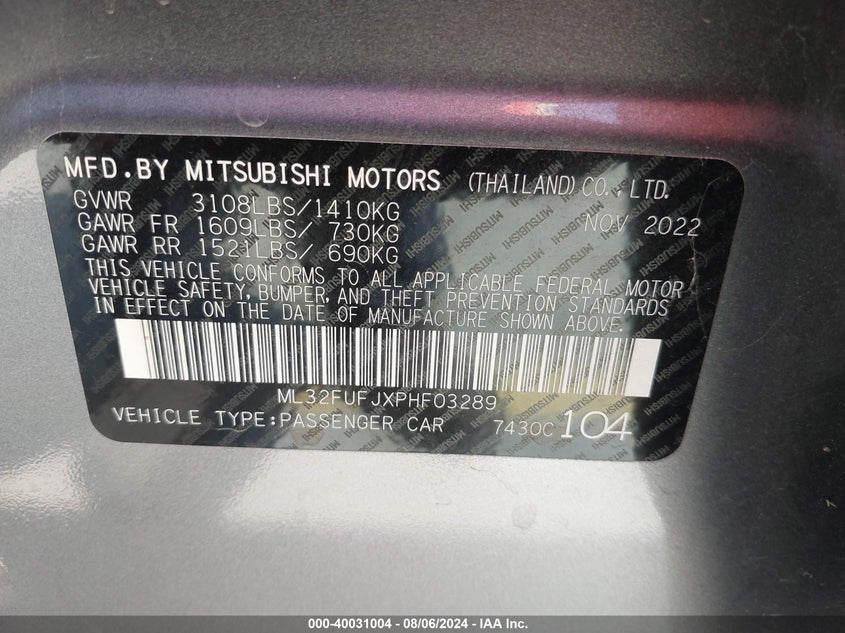 MFD.BY MITSUBISHI MOTORS (THAILAND) CO., LTD.
GVWR 3108LBS/1410KG NOV 2022
GAWR FR 1609LBS/ 730KG
GAWR RR 1521LBS/ 690KG
THIS VEHICLE CONFORMS TO ALL APPLICABLE FEDERAL MOTOR
VEHICLE SAFETY, BUMPER, AND THEFT PREVENTION STANDARDS
IN EFFECT ON THE DATE OF MANUFACTURE SHOWN ABOVE.
ML32FUFJXPHF03289
VEHICLE TYPE:PASSENGER CAR 7430C 104
000-40031004 - 08/06/2024 - IAA Inc.